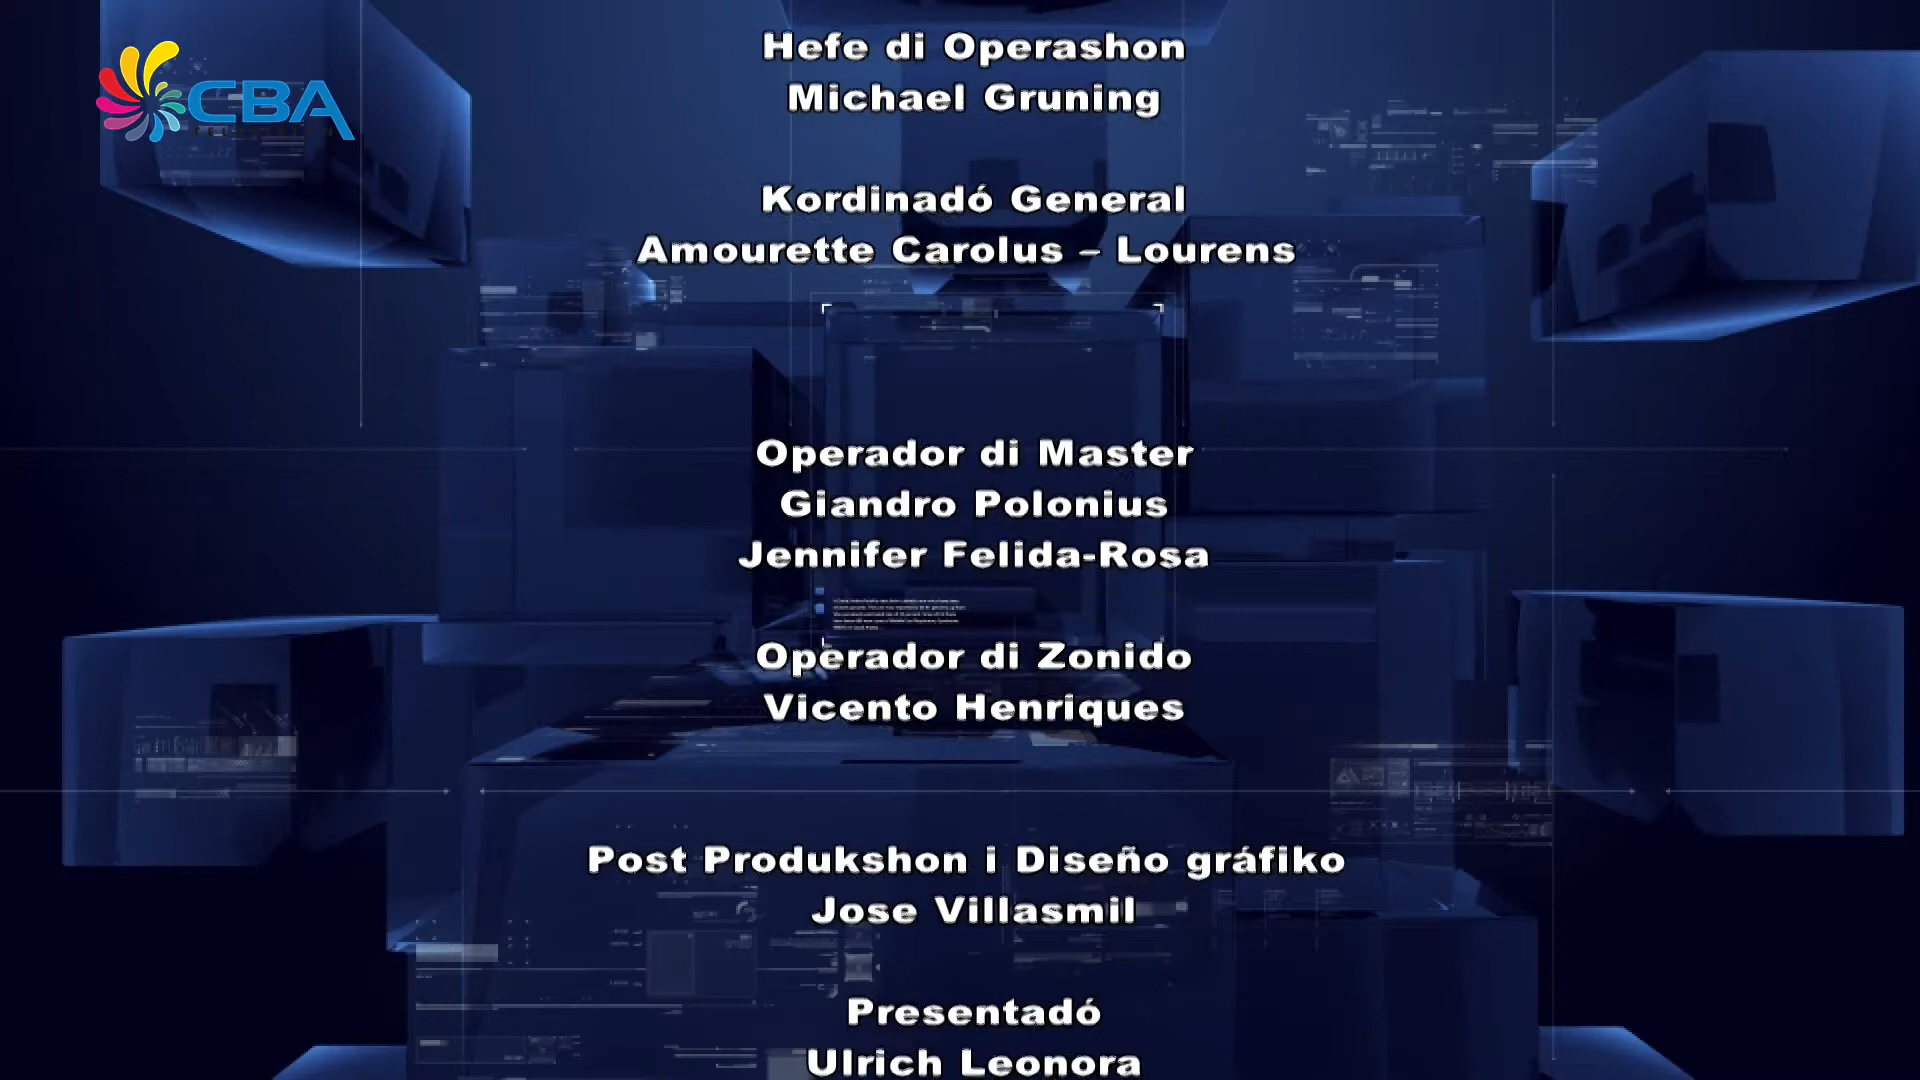 CBA
Hefe di Operashon
Michael Gruning
Kordinadó General
Amourette Carolus – Lourens
Operador di Master
Giandro Polonius
Jennifer Felida-Rosa
Operador di Zonido
Vicento Henriques
Post Produkshon i Diseño gráfiko
Jose Villasmil
Presentadó
Ulrich Leonora